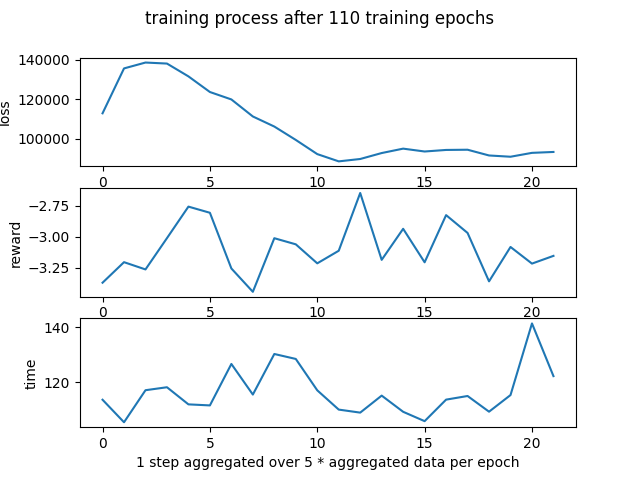 training process after 110 training epochs
140000
120000
100000
loss
0 5 10 15 20
−2.75
−3.00
−3.25
reward
0 5 10 15 20
140
120
time
0 5 10 15 20
1 step aggregated over 5 * aggregated data per epoch